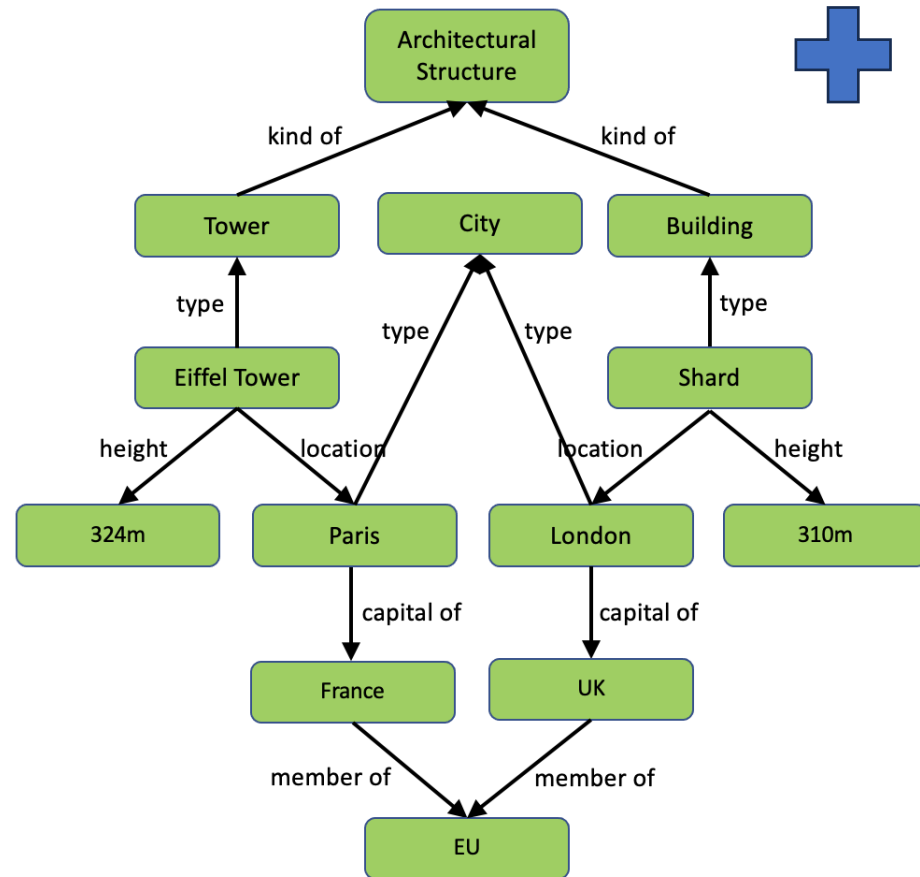 Architectural
Structure
kind of
kind of
Tower
City
Building
type
type
type
type
Eiffel Tower
Shard
height
location
location
height
324m
Paris
London
310m
capital of
capital of
France
UK
member of
member of
EU